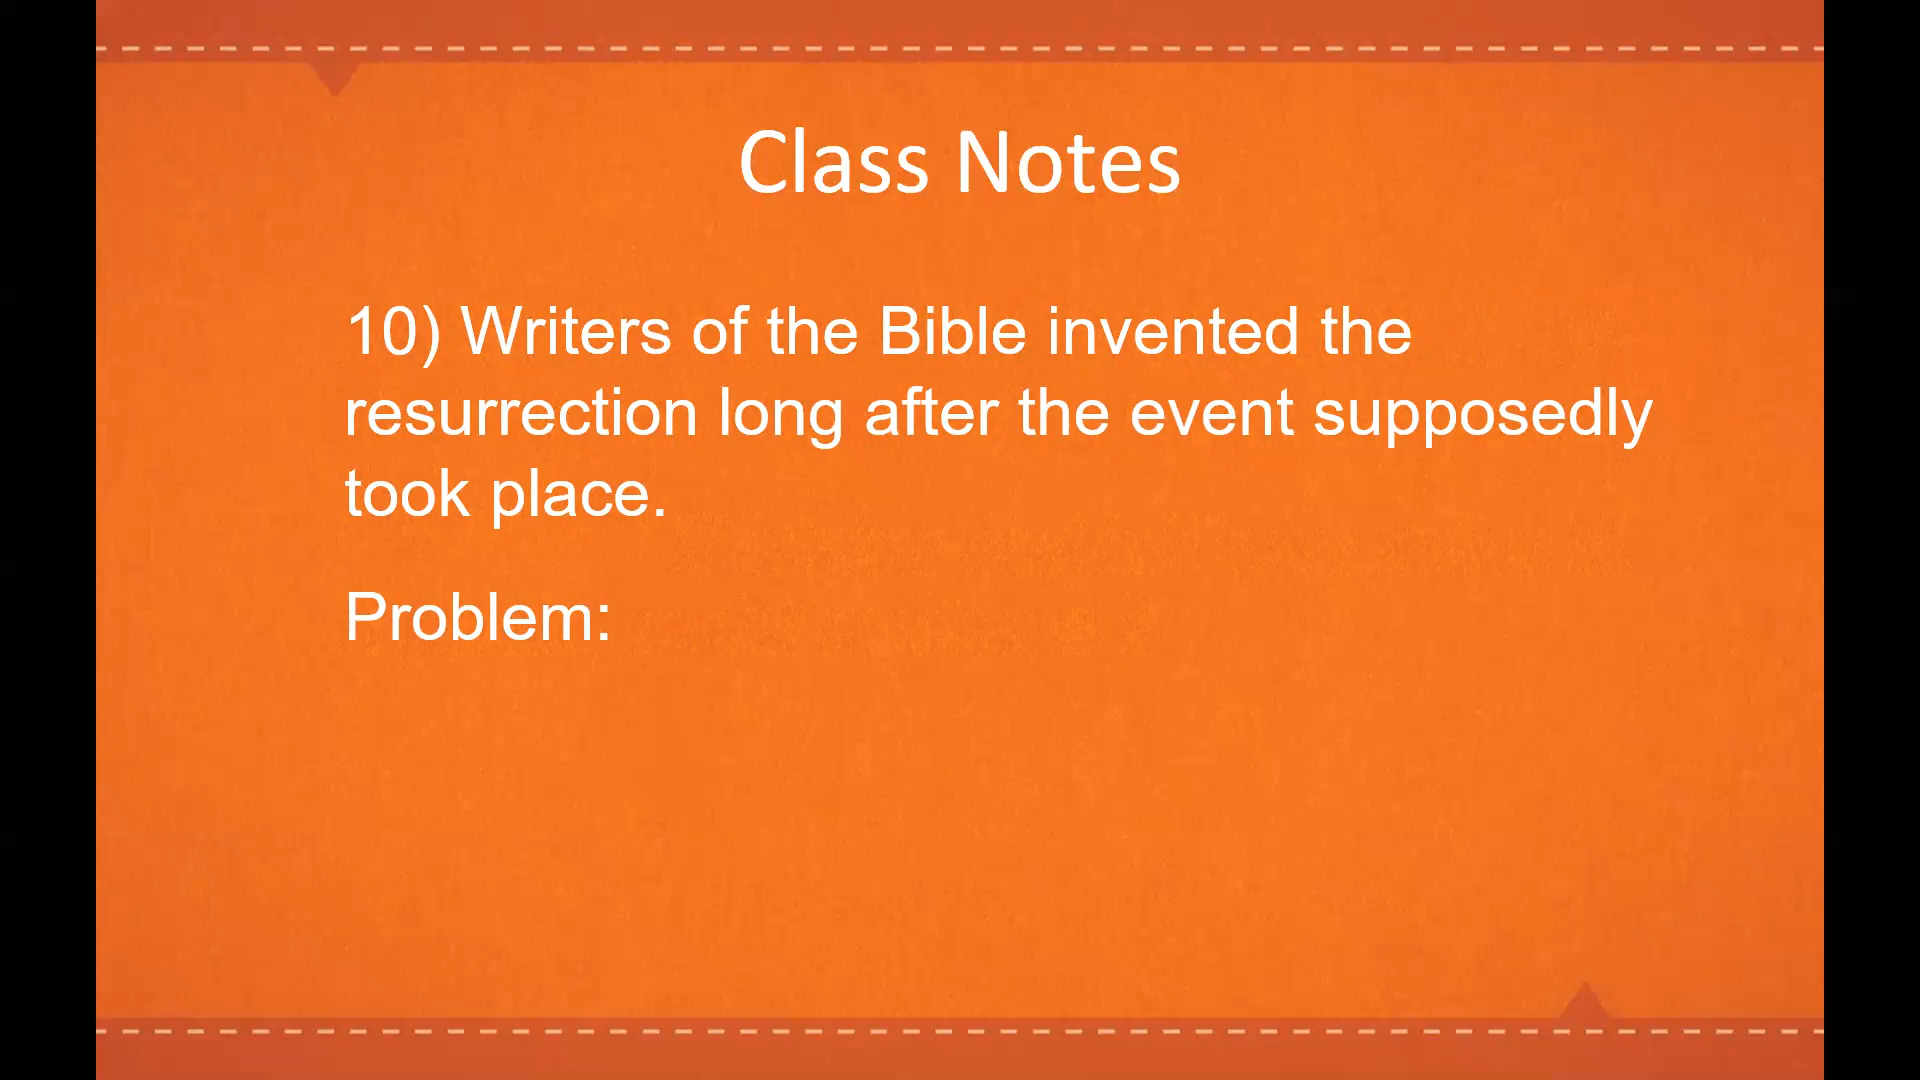 Class Notes
10) Writers of the Bible invented the
resurrection long after the event supposedly
took place.
Problem: